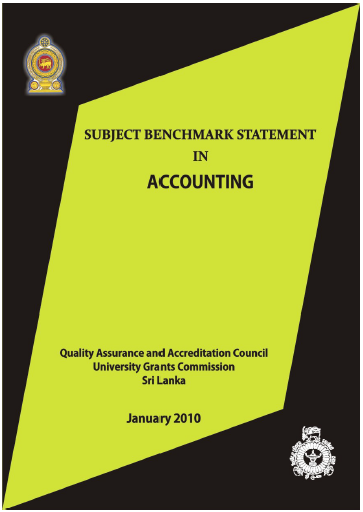 SUBJECT BENCHMARK STATEMENT
IN
ACCOUNTING
Quality Assurance and Accreditation Council
University Grants Commission
Sri Lanka
January 2010